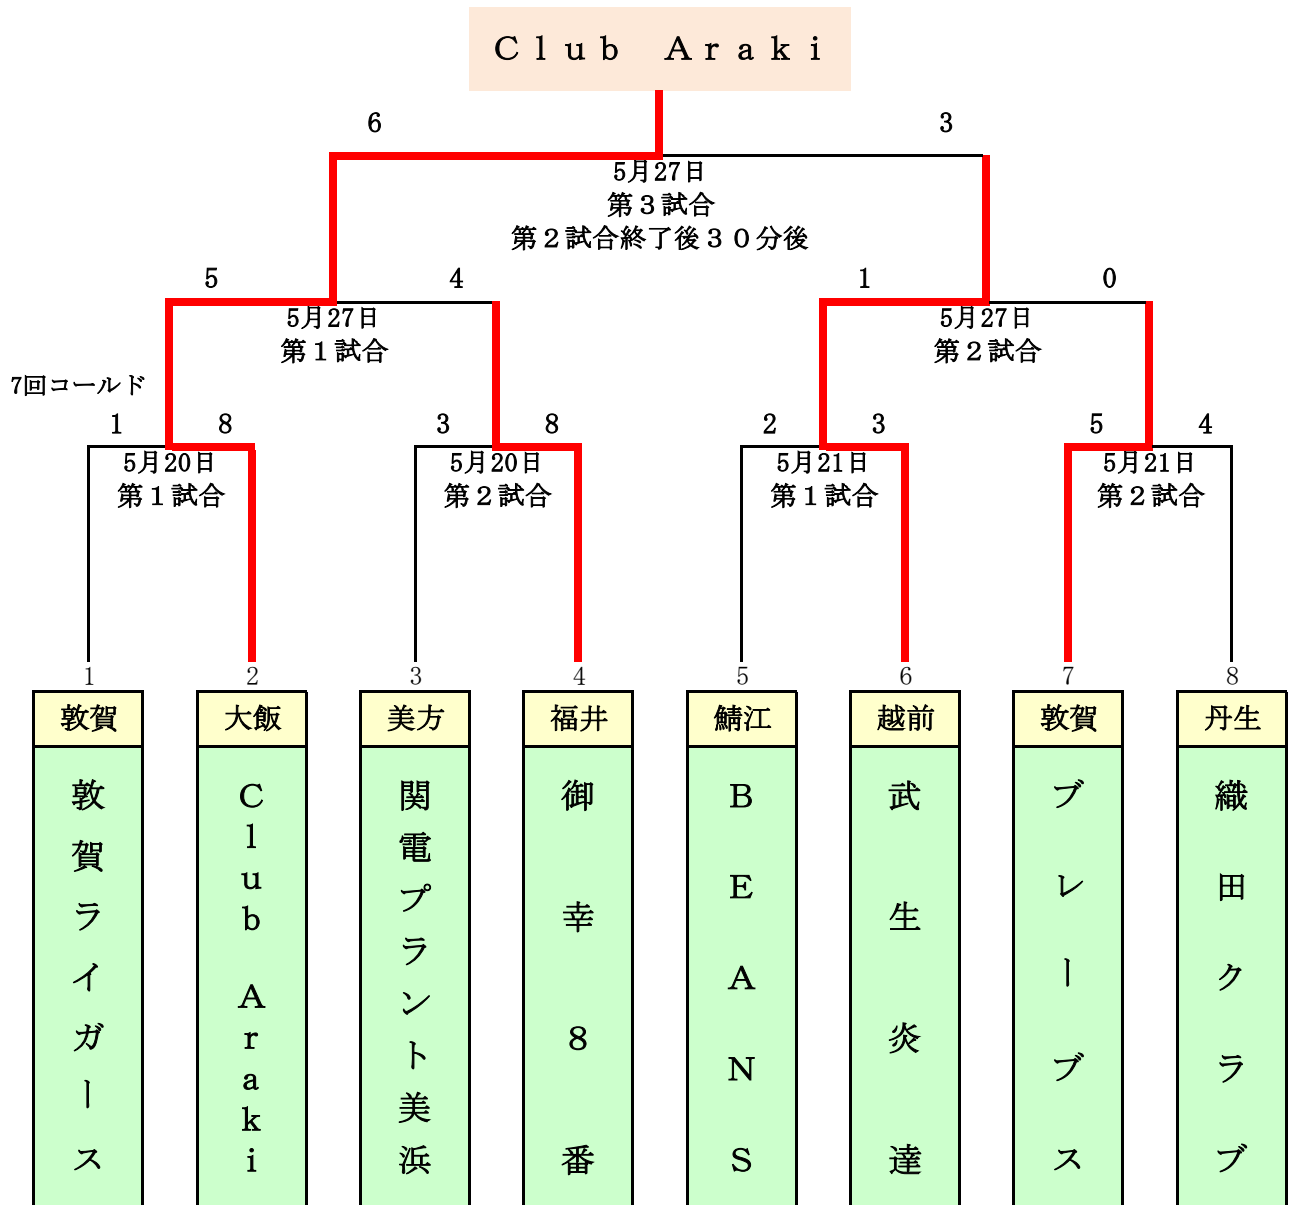 Ｃｌｕｂ　Ａｒａｋｉ
6 3
5月27日
第３試合
第２試合終了後３０分後
5 4 1 0
5月27日 5月27日
第１試合 第２試合
7回コールド
1 8 3 8 2 3 5 4
5月20日 5月20日 5月21日 5月21日
第１試合 第２試合 第１試合 第２試合
1 2 3 4 5 6 7 8
敦賀 大飯 美方 福井 鯖江 越前 敦賀 丹生
敦賀ライガース
Ｃｌｕｂ　Ａｒａｋｉ
関電プラント美浜
御幸８番
ＢＥＡＮＳ
武生炎達
ブレーブス
織田クラブ